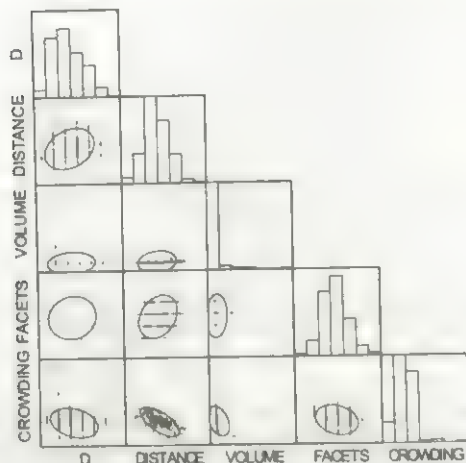 D
DISTANCE
VOLUME
FACETS
CROWDING
D DISTANCE VOLUME FACETS CROWDING